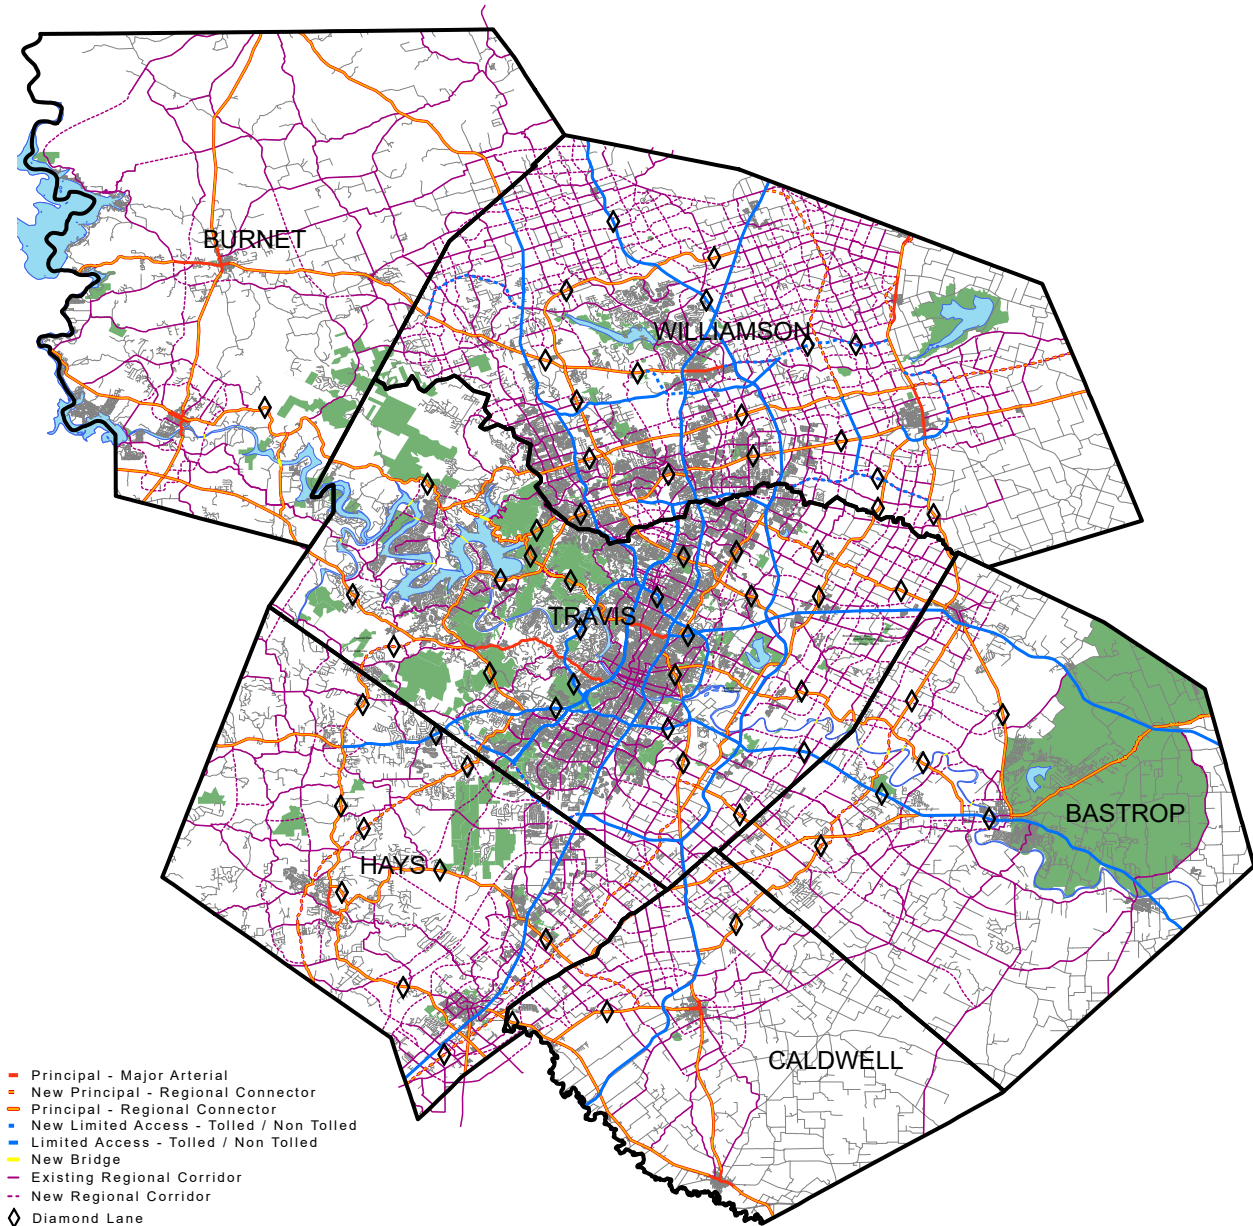 BURNET
WILLIAMSON
TRAVIS
BASTROP
HAYS
CALDWELL
Principal - Major Arterial
New Principal - Regional Connector
Principal - Regional Connector
New Limited Access - Tolled / Non Tolled
Limited Access - Tolled / Non Tolled
New Bridge
Existing Regional Corridor
New Regional Corridor
Diamond Lane